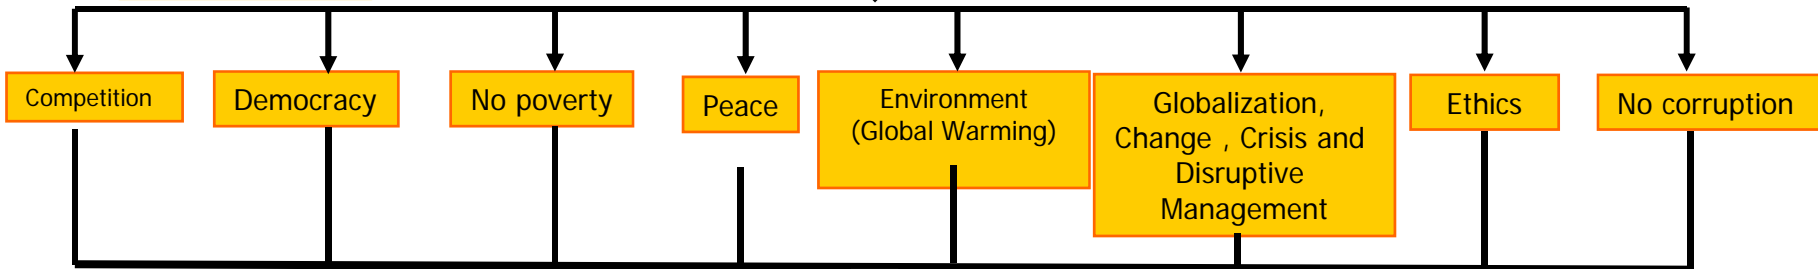 Competition
Democracy
No poverty
Peace
Environment
(Global Warming)
Globalization,
Change , Crisis and
Disruptive
Management
Ethics
No corruption